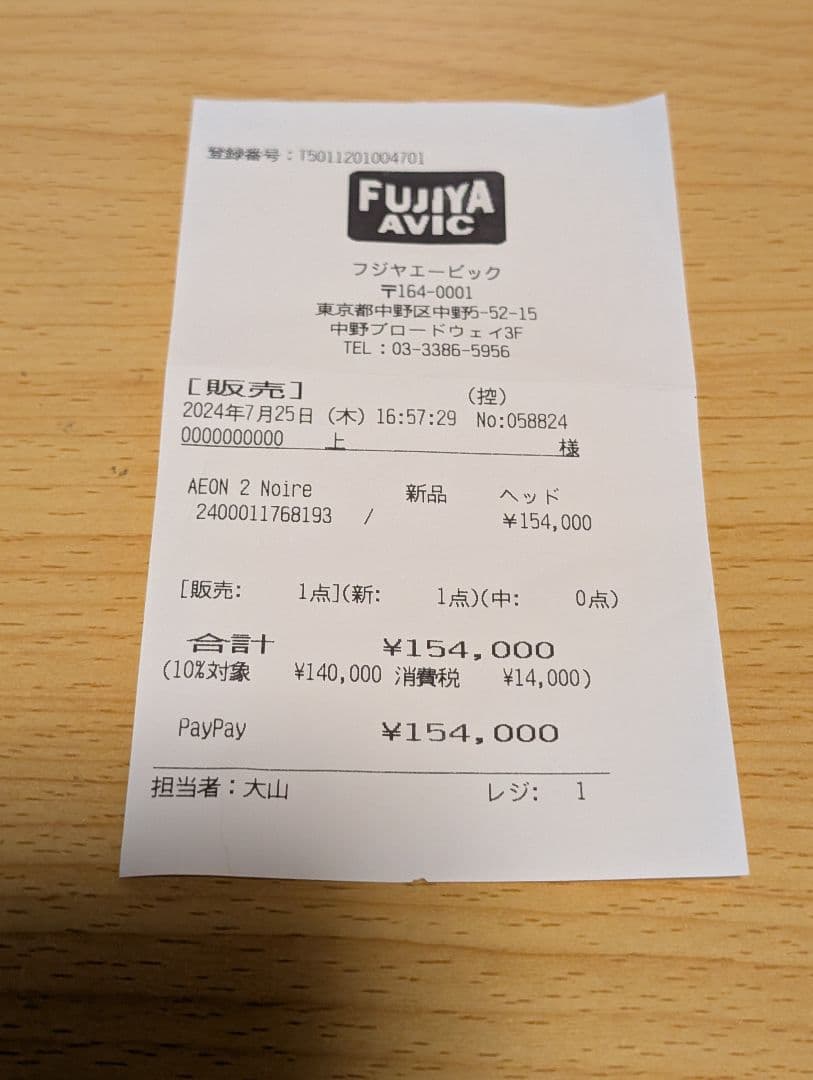 登録番号：T5011201004701
FUJIYA
AVIC
フジヤエービック
〒164-0001
東京都中野区中野5-52-15
中野ブロードウェイ3F
TEL：03-3386-5956
[販売] (控)
2024年7月25日（木）16:57:29 No:058824
0000000000 上 様
AEON 2 Noire 新品 ヘッド
2400011768193 / ¥154,000
[販売: 1点](新: 1点)(中: 0点)
合計 ¥154,000
(10%対象 ¥140,000 消費税 ¥14,000)
PayPay ¥154,000
担当者：大山 レジ: 1